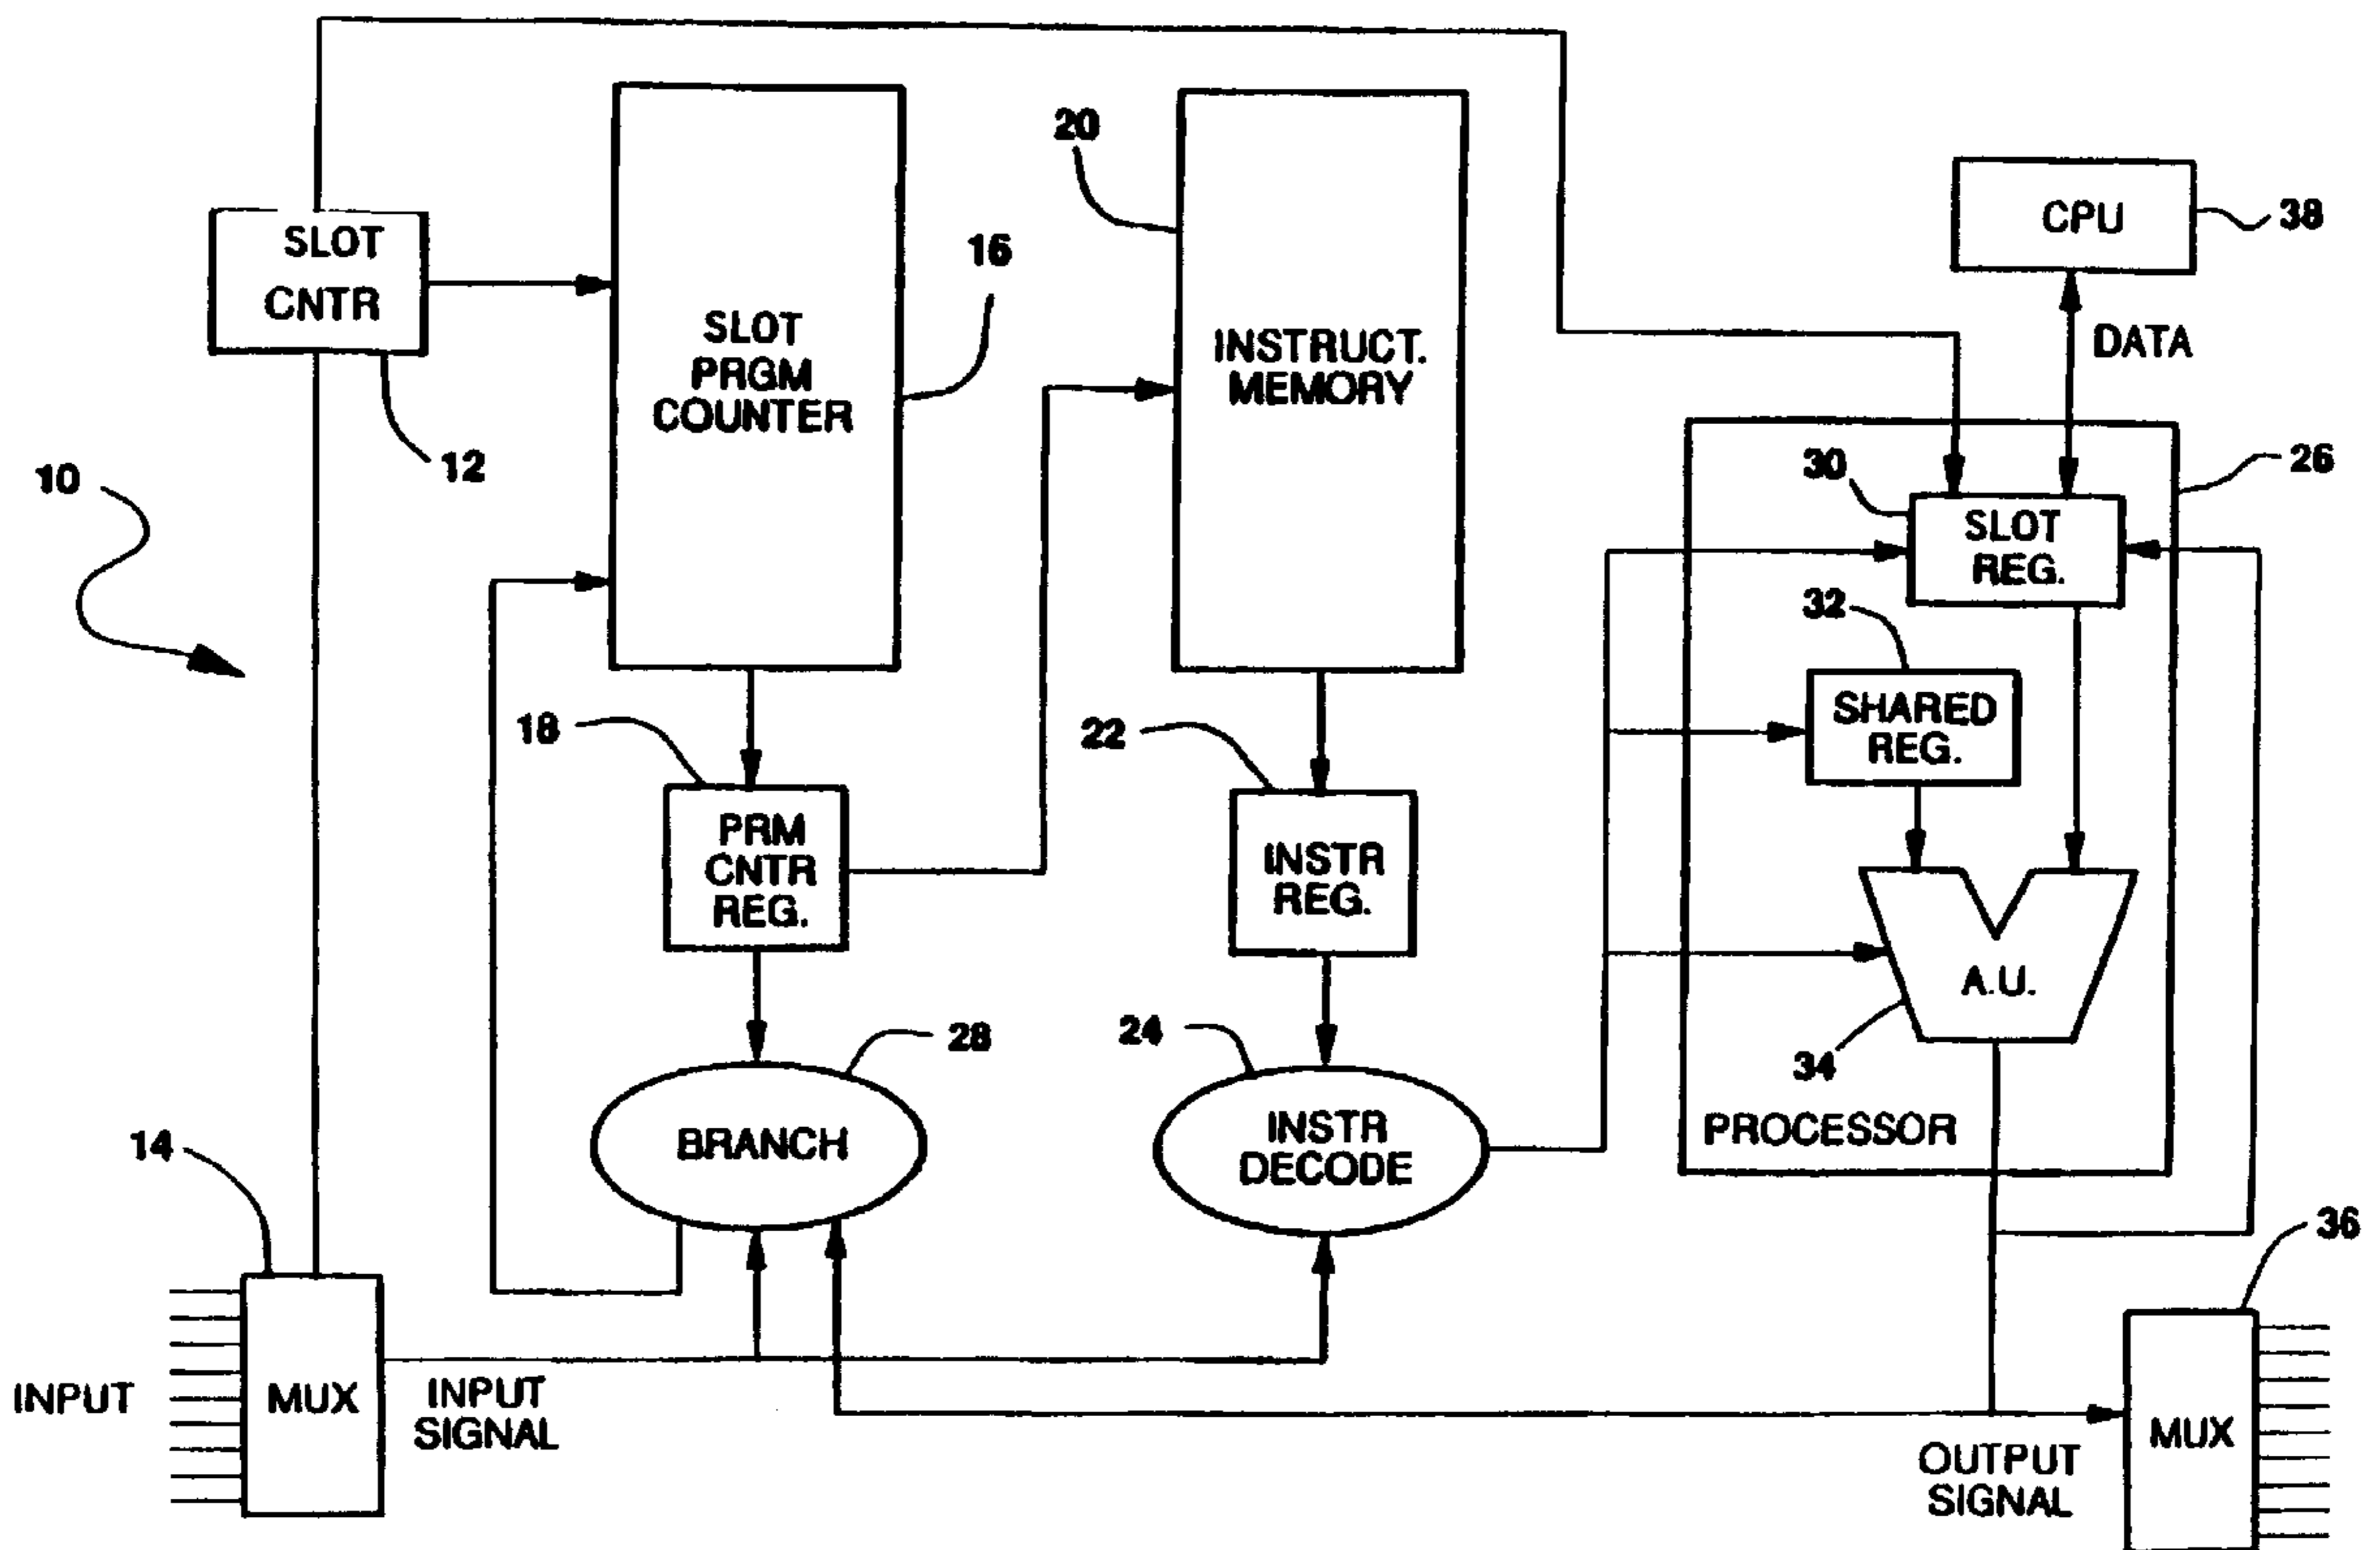 20
CPU
38
SLOT
CNTR
16
SLOT
PRGM
COUNTER
INSTRUCT.
MEMORY
DATA
10
12
30
26
SLOT
REG.
32
SHARED
REG.
18
22
PRM
CNTR
REG.
INSTR
REG.
A.U.
28
24
34
14
BRANCH
INSTR
DECODE
PROCESSOR
36
INPUT
MUX
INPUT
SIGNAL
OUTPUT
SIGNAL
MUX